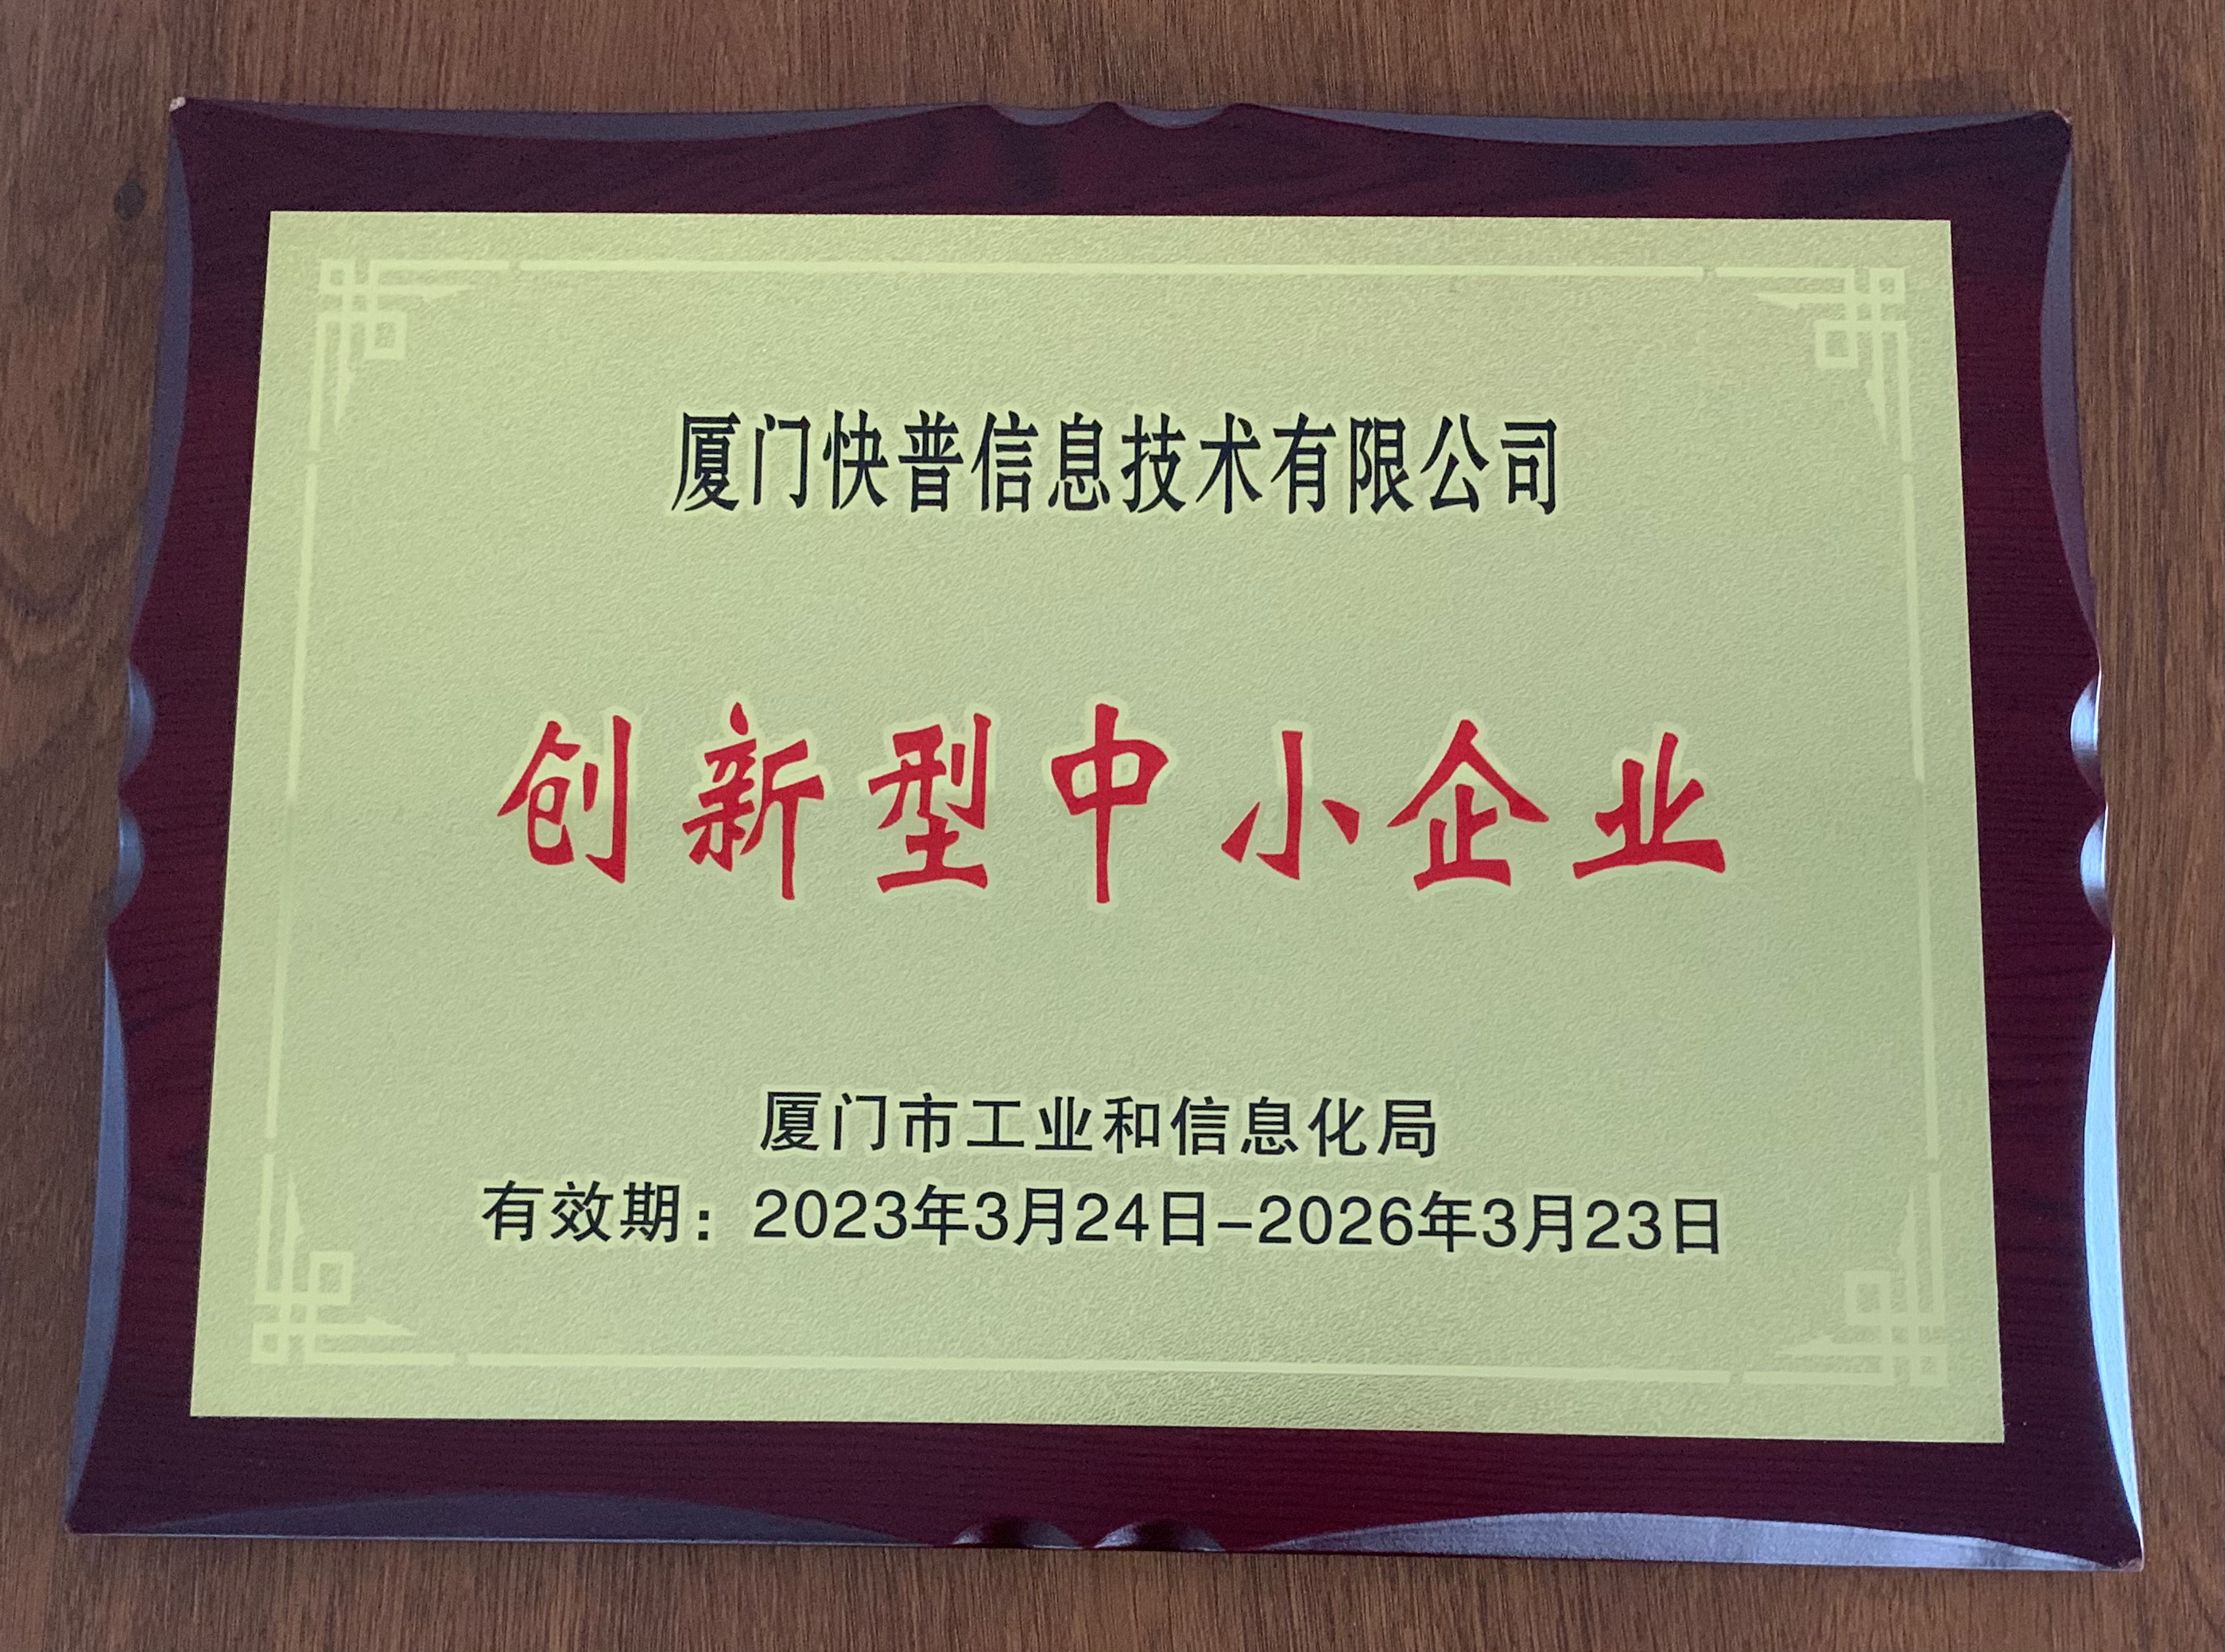 厦门快普信息技术有限公司
创新型中小企业
厦门市工业和信息化局
有效期：2023年3月24日-2026年3月23日